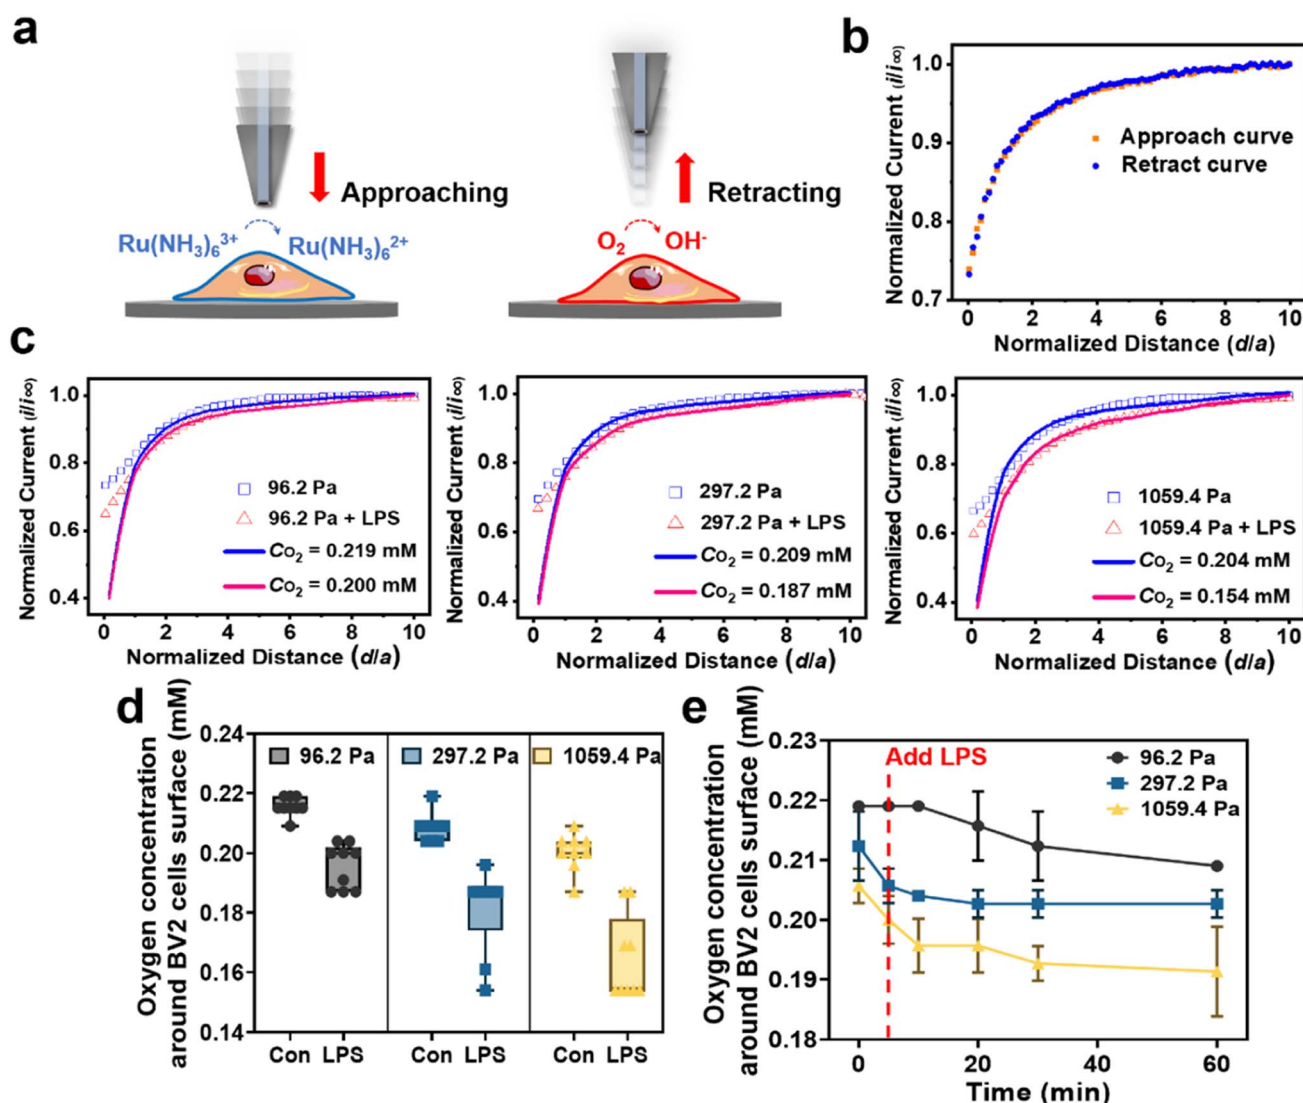 a
Approaching
Ru(NH₃)₆³⁺
Ru(NH₃)₆²⁺
Retracting
O₂
OH⁻
b
Normalized Current (i/i∞)
1.0
0.9
0.8
0.7
Approach curve
Retract curve
0
2
4
6
8
10
Normalized Distance (d/a)
c
Normalized Current (i/i∞)
1.0
0.8
0.6
0.4
96.2 Pa
96.2 Pa + LPS
Co₂ = 0.219 mM
Co₂ = 0.200 mM
0
2
4
6
8
10
Normalized Distance (d/a)
Normalized Current (i/i∞)
1.0
0.8
0.6
0.4
297.2 Pa
297.2 Pa + LPS
Co₂ = 0.209 mM
Co₂ = 0.187 mM
0
2
4
6
8
10
Normalized Distance (d/a)
Normalized Current (i/i∞)
1.0
0.8
0.6
0.4
1059.4 Pa
1059.4 Pa + LPS
Co₂ = 0.204 mM
Co₂ = 0.154 mM
0
2
4
6
8
10
Normalized Distance (d/a)
d
Oxygen concentration
around BV2 cells surface (mM)
0.24
0.22
0.20
0.18
0.16
0.14
96.2 Pa
297.2 Pa
1059.4 Pa
Con LPS
Con LPS
Con LPS
e
Oxygen concentration
around BV2 cells surface (mM)
0.23
0.22
0.21
0.20
0.19
0.18
Add LPS
96.2 Pa
297.2 Pa
1059.4 Pa
0
20
40
60
Time (min)